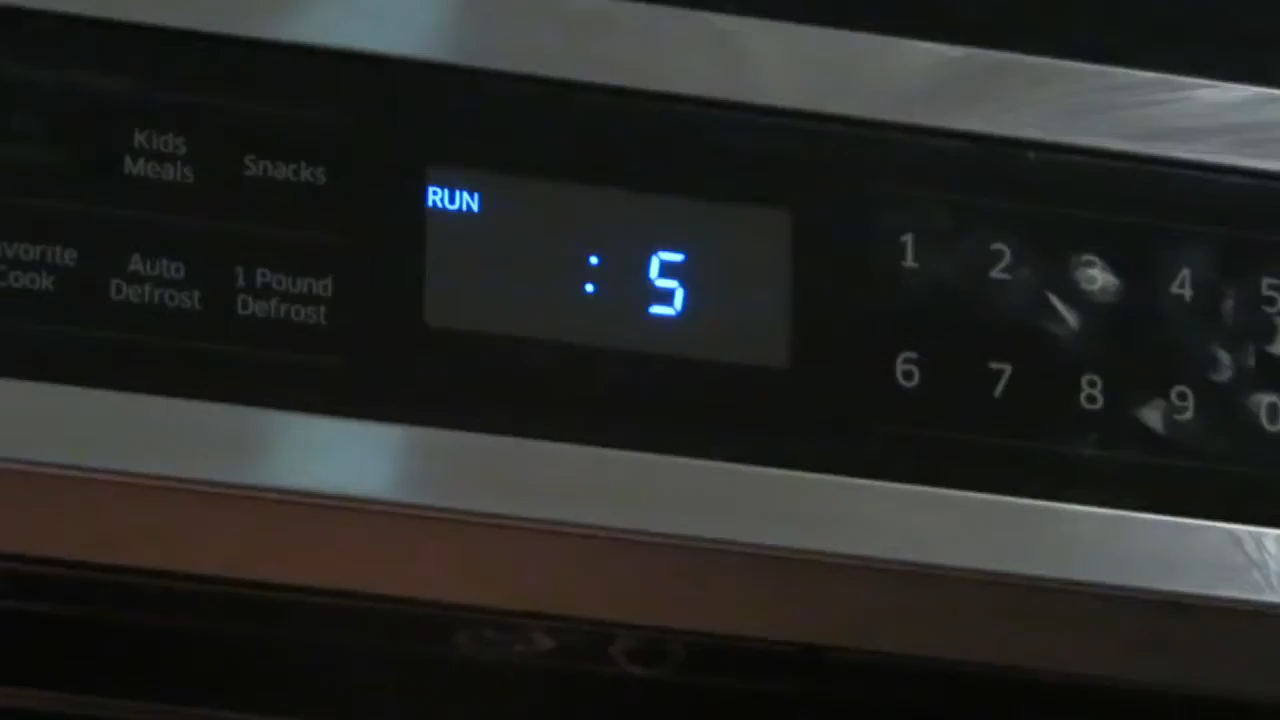 Kids
Meals
Snacks
Auto
Defrost
1 Pound
Defrost
Cook
RUN
: 5
1 2 3 4 5
6 7 8 9 0